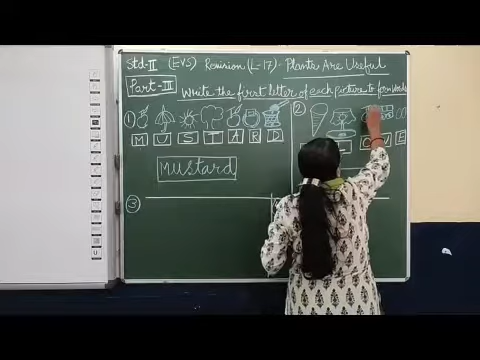 Std-II (EVS) Revision (L-17) - Plants Are Useful
Part-III Write the first letter of each picture to form words
① M U S T A R D ②
Mustard
③